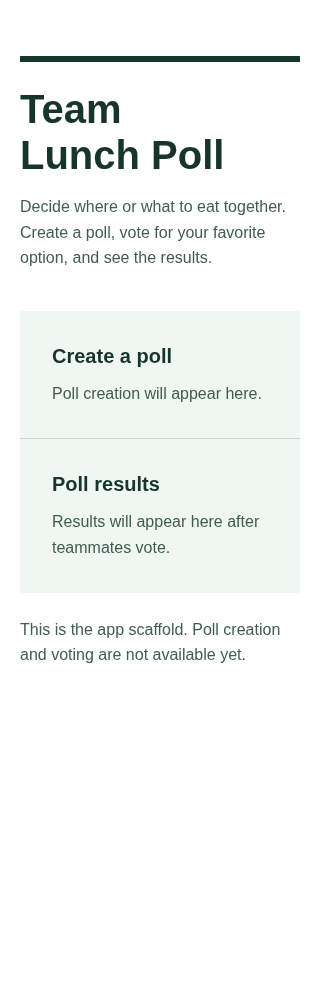 Team
Lunch Poll
Decide where or what to eat together.
Create a poll, vote for your favorite
option, and see the results.
Create a poll
Poll creation will appear here.
Poll results
Results will appear here after
teammates vote.
This is the app scaffold. Poll creation
and voting are not available yet.